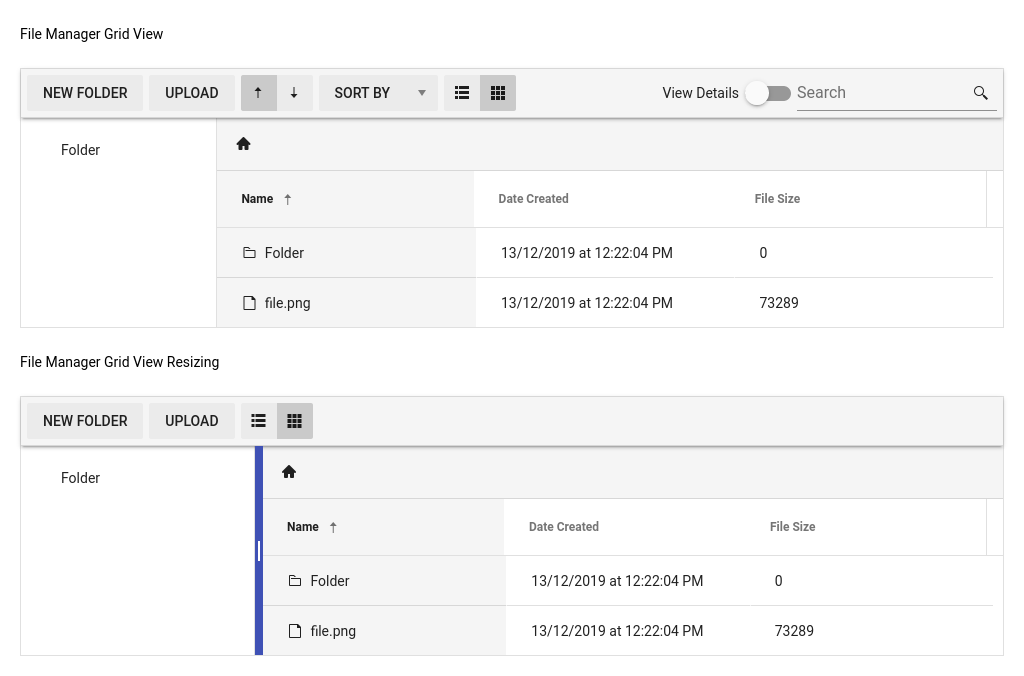 File Manager Grid View
NEW FOLDER UPLOAD SORT BY View Details Search
Folder
Name Date Created File Size
Folder 13/12/2019 at 12:22:04 PM 0
file.png 13/12/2019 at 12:22:04 PM 73289
File Manager Grid View Resizing
NEW FOLDER UPLOAD
Folder
Name Date Created File Size
Folder 13/12/2019 at 12:22:04 PM 0
file.png 13/12/2019 at 12:22:04 PM 73289